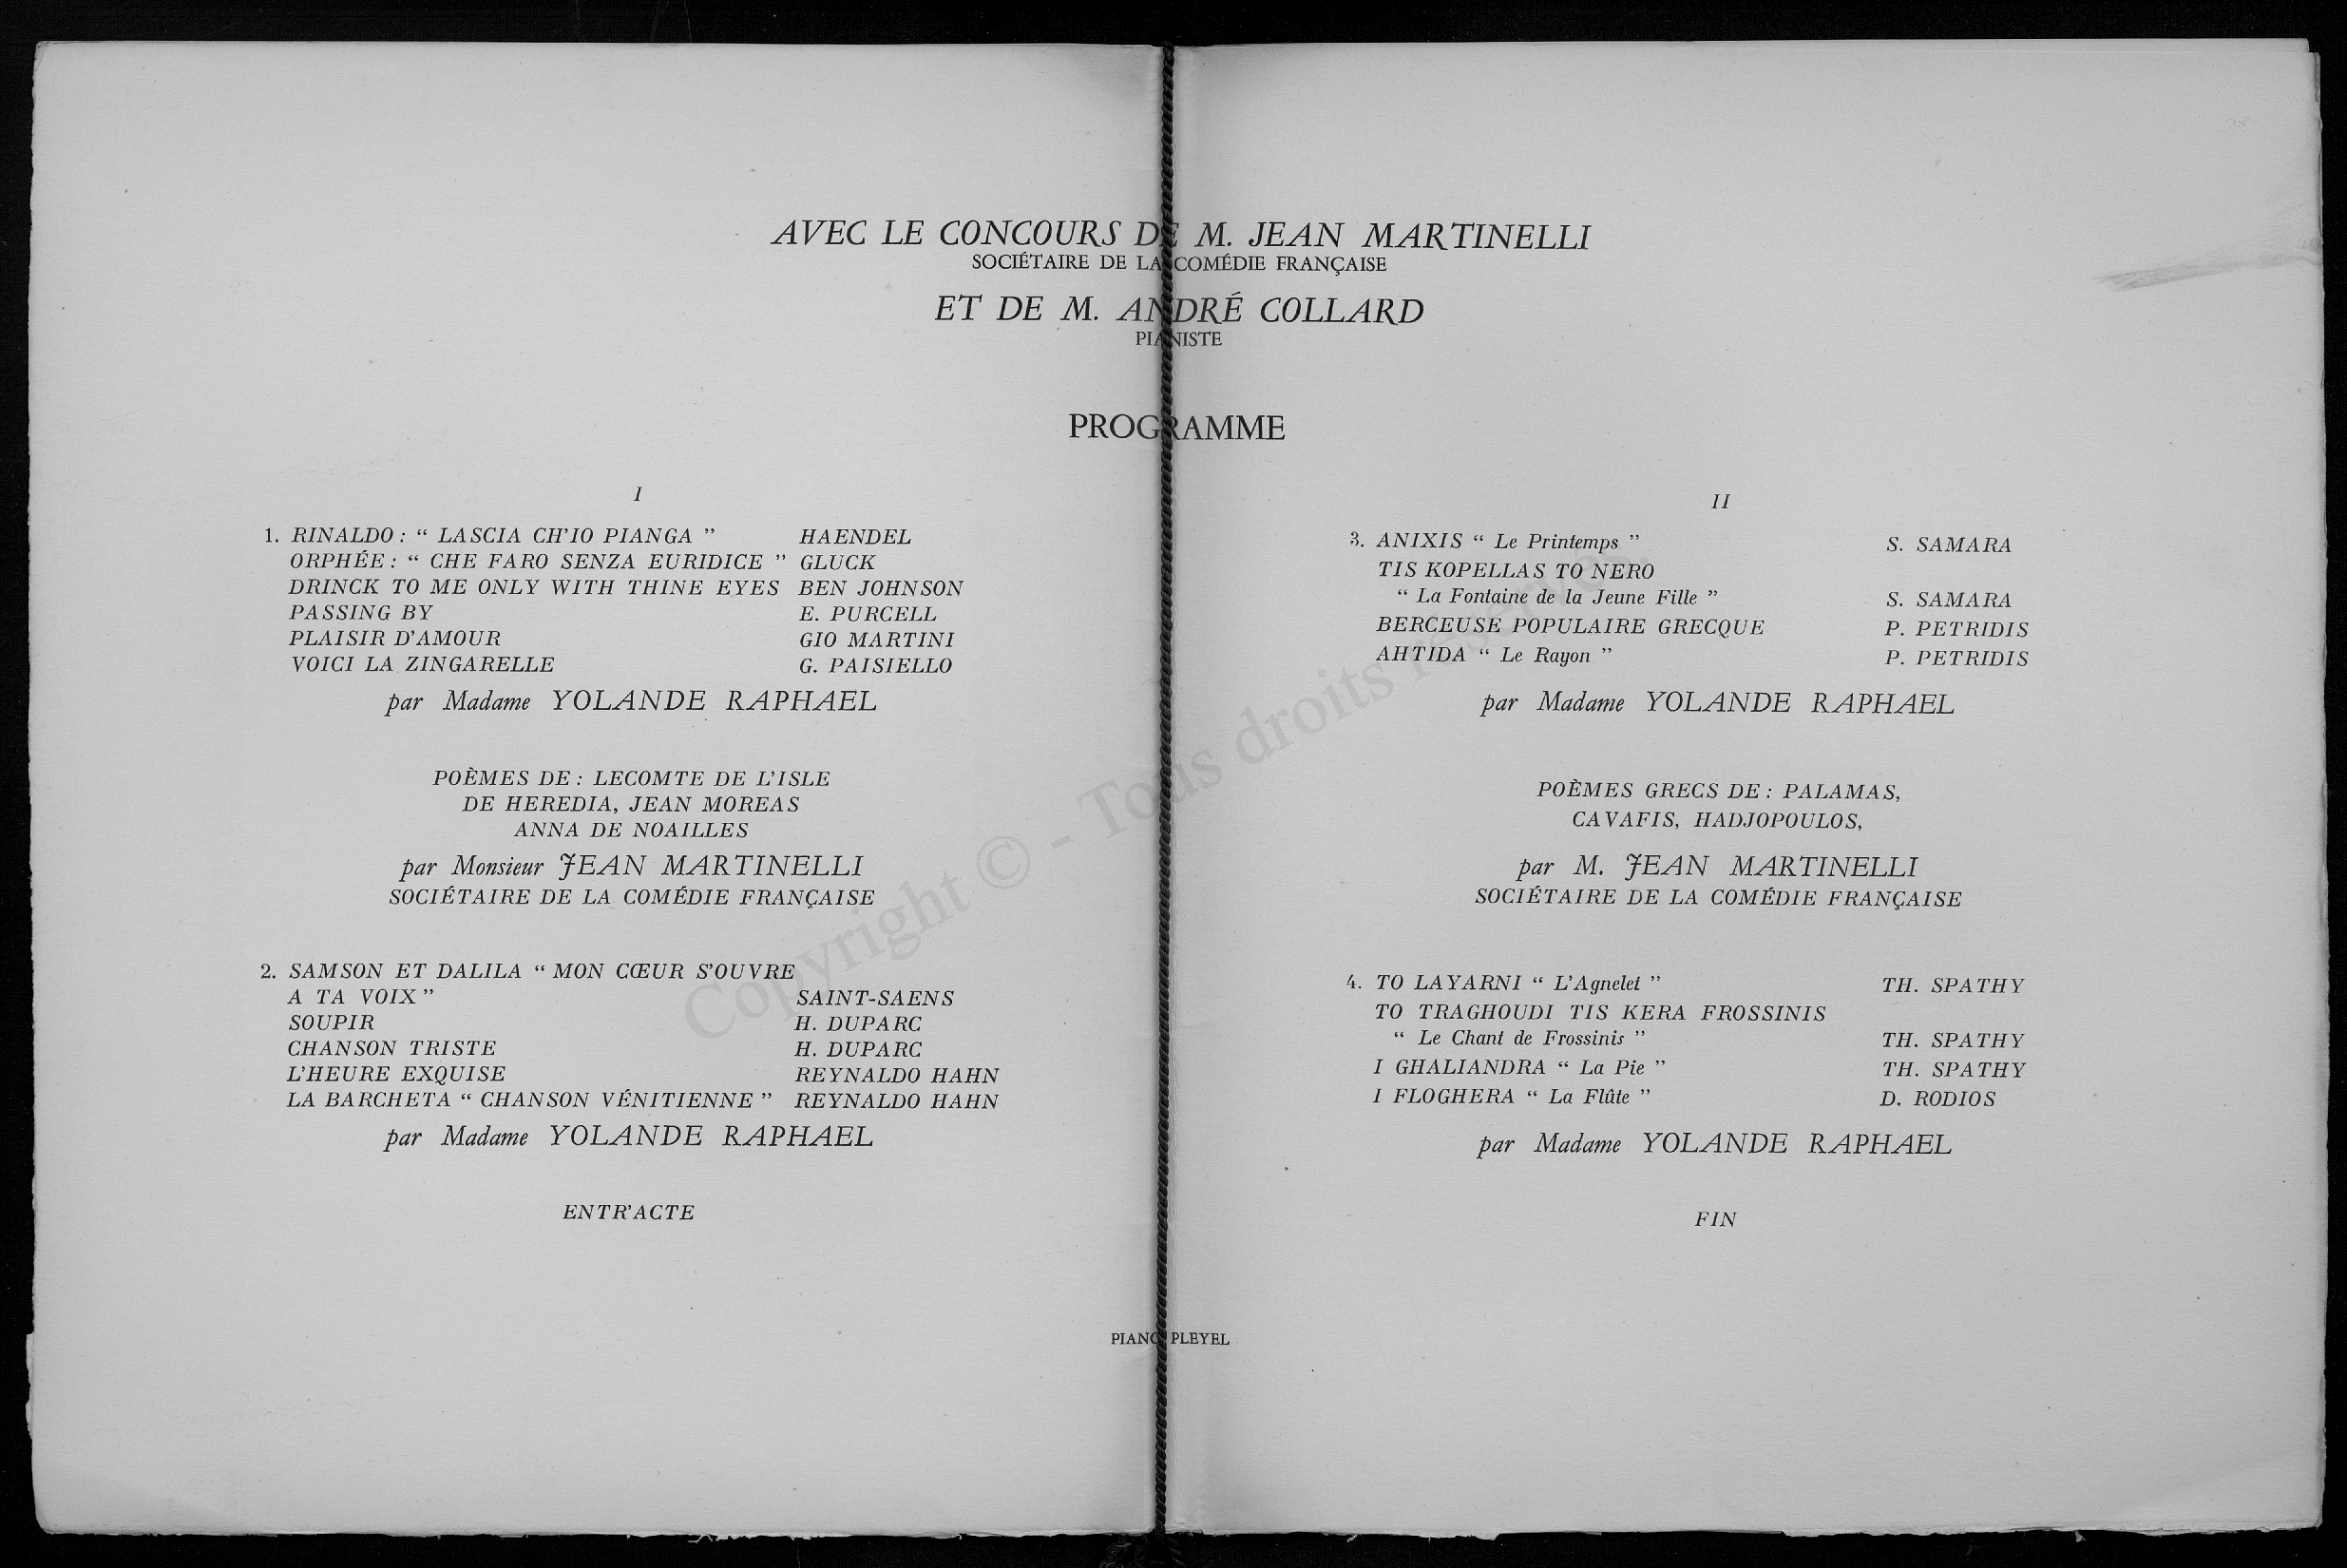 AVEC LE CONCOURS DE M. JEAN MARTINELLI
SOCIÉTAIRE DE LA COMÉDIE FRANÇAISE
ET DE M. ANDRÉ COLLARD
PIANISTE
PROGRAMME
I
1. RINALDO : “ LASCIA CH’IO PIANGA ” HAENDEL
ORPHÉE : “ CHE FARO SENZA EURIDICE ” GLUCK
DRINCK TO ME ONLY WITH THINE EYES BEN JOHNSON
PASSING BY E. PURCELL
PLAISIR D’AMOUR GIO MARTINI
VOICI LA ZINGARELLE G. PAISIELLO
par Madame YOLANDE RAPHAEL
POÈMES DE : LECOMTE DE L’ISLE
DE HEREDIA, JEAN MOREAS
ANNA DE NOAILLES
par Monsieur JEAN MARTINELLI
SOCIÉTAIRE DE LA COMÉDIE FRANÇAISE
2. SAMSON ET DALILA “ MON CŒUR S’OUVRE
A TA VOIX ” SAINT-SAENS
SOUPIR H. DUPARC
CHANSON TRISTE H. DUPARC
L’HEURE EXQUISE REYNALDO HAHN
LA BARCHETA “ CHANSON VÉNITIENNE ” REYNALDO HAHN
par Madame YOLANDE RAPHAEL
ENTR’ACTE
II
3. ANIXIS “ Le Printemps ” S. SAMARA
TIS KOPELLAS TO NERO
“ La Fontaine de la Jeune Fille ” S. SAMARA
BERCEUSE POPULAIRE GRECQUE P. PETRIDIS
AHTIDA “ Le Rayon ” P. PETRIDIS
par Madame YOLANDE RAPHAEL
POÈMES GRECS DE : PALAMAS,
CAVAFIS, HADJOPOULOS,
par M. JEAN MARTINELLI
SOCIÉTAIRE DE LA COMÉDIE FRANÇAISE
4. TO LAYARNI “ L’Agnelet ” TH. SPATHY
TO TRAGHOUDI TIS KERA FROSSINIS
“ Le Chant de Frossinis ” TH. SPATHY
I GHALIANDRA “ La Pie ” TH. SPATHY
I FLOGHERA “ La Flûte ” D. RODIOS
par Madame YOLANDE RAPHAEL
FIN
PIANO PLEYEL
Copyright © - Tous droits réservés.